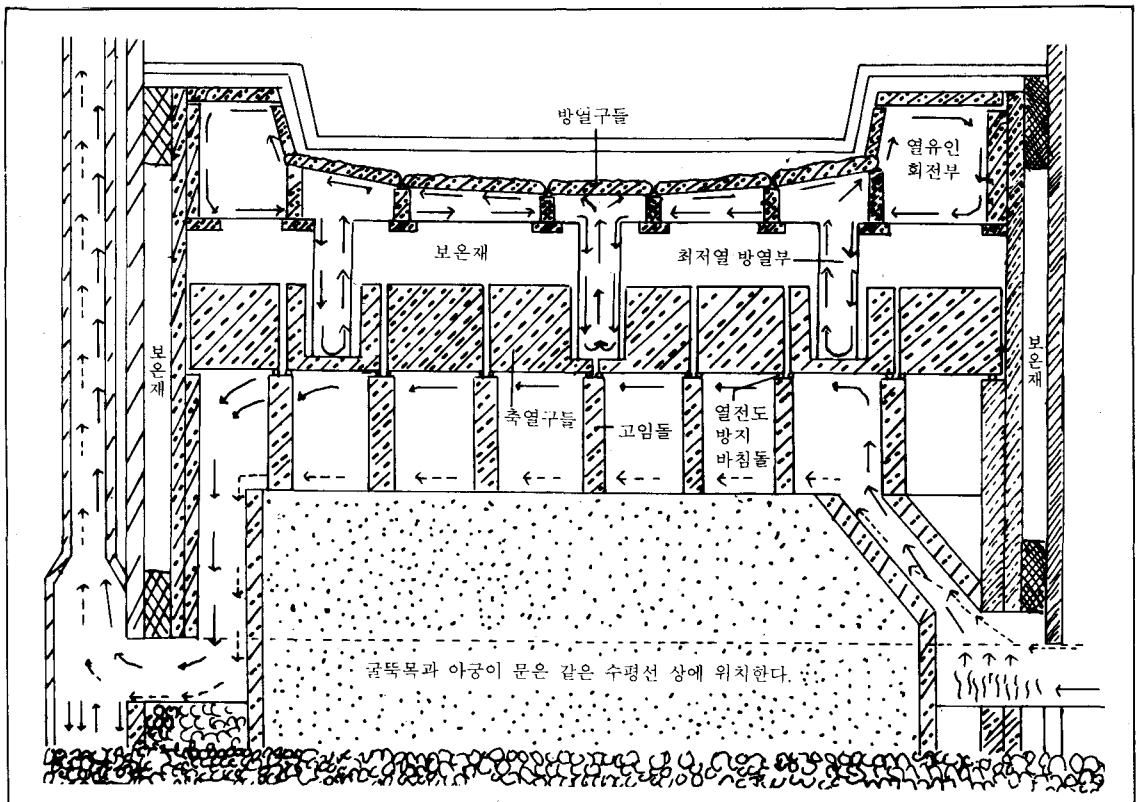 방열구들
열유인
회전부
보온재
최저열 방열부
보온재
보온재
축열구들
고임돌
열전도
방지
바침돌
굴뚝목과 아궁이 문은 같은 수평선 상에 위치한다.